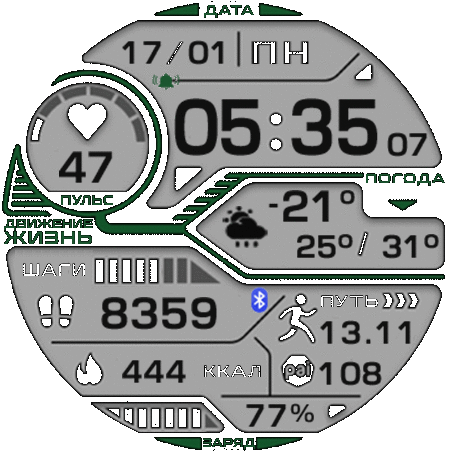 ДАТА
17/01 ПН
05:35 07
47
ПУЛЬС
ПОГОДА
-21°
25°/ 31°
ДВИЖЕНИЕ
ЖИЗНЬ
ШАГИ
8359
ПУТЬ
13.11
444 ККАЛ
pai 108
77%
ЗАРЯД